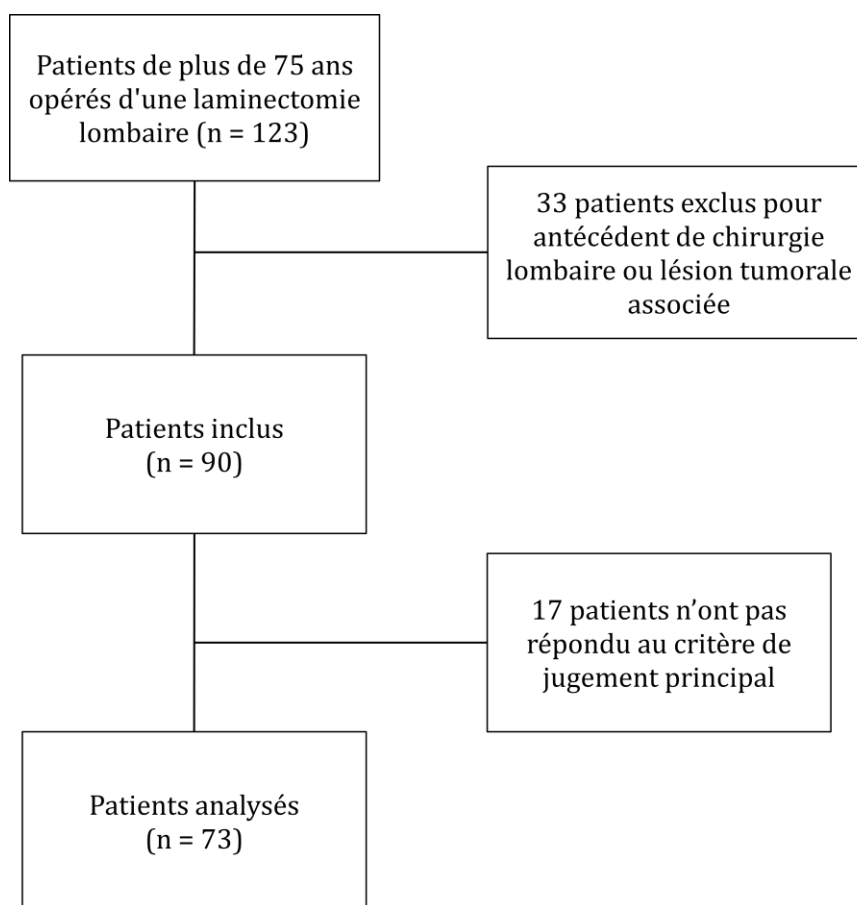 Patients de plus de 75 ans
opérés d'une laminectomie
lombaire (n = 123)
33 patients exclus pour
antécédent de chirurgie
lombaire ou lésion tumorale
associée
Patients inclus
(n = 90)
17 patients n’ont pas
répondu au critère de
jugement principal
Patients analysés
(n = 73)